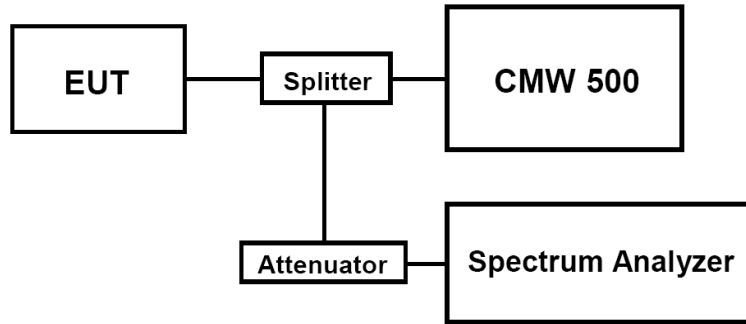 EUT
Splitter
CMW 500
Attenuator
Spectrum Analyzer